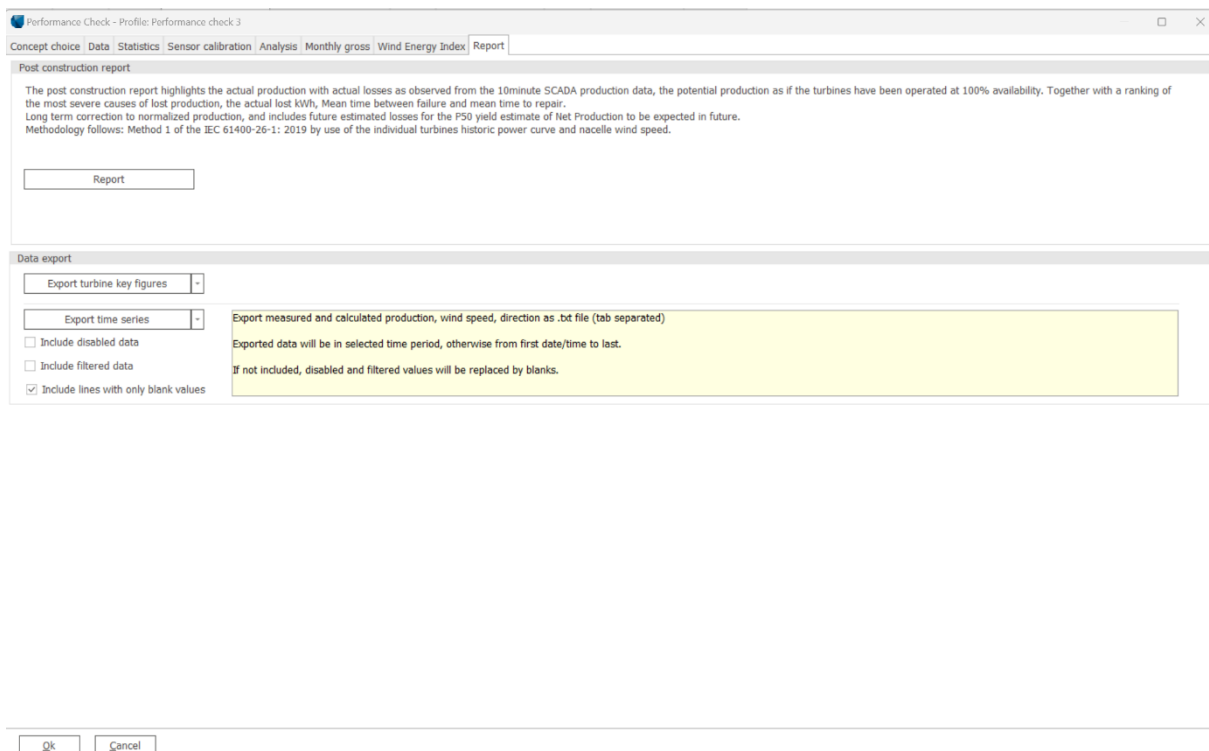 Performance Check - Profile: Performance check 3
Concept choice Data Statistics Sensor calibration Analysis Monthly gross Wind Energy Index Report
Post construction report
The post construction report highlights the actual production with actual losses as observed from the 10minute SCADA production data, the potential production as if the turbines have been operated at 100% availability. Together with a ranking of
the most severe causes of lost production, the actual lost kWh, Mean time between failure and mean time to repair.
Long term correction to normalized production, and includes future estimated losses for the P50 yield estimate of Net Production to be expected in future.
Methodology follows: Method 1 of the IEC 61400-26-1: 2019 by use of the individual turbines historic power curve and nacelle wind speed.
Report
Data export
Export turbine key figures
Export time series
Export measured and calculated production, wind speed, direction as .txt file (tab separated)
Include disabled data
Exported data will be in selected time period, otherwise from first date/time to last.
Include filtered data
If not included, disabled and filtered values will be replaced by blanks.
Include lines with only blank values
Ok Cancel